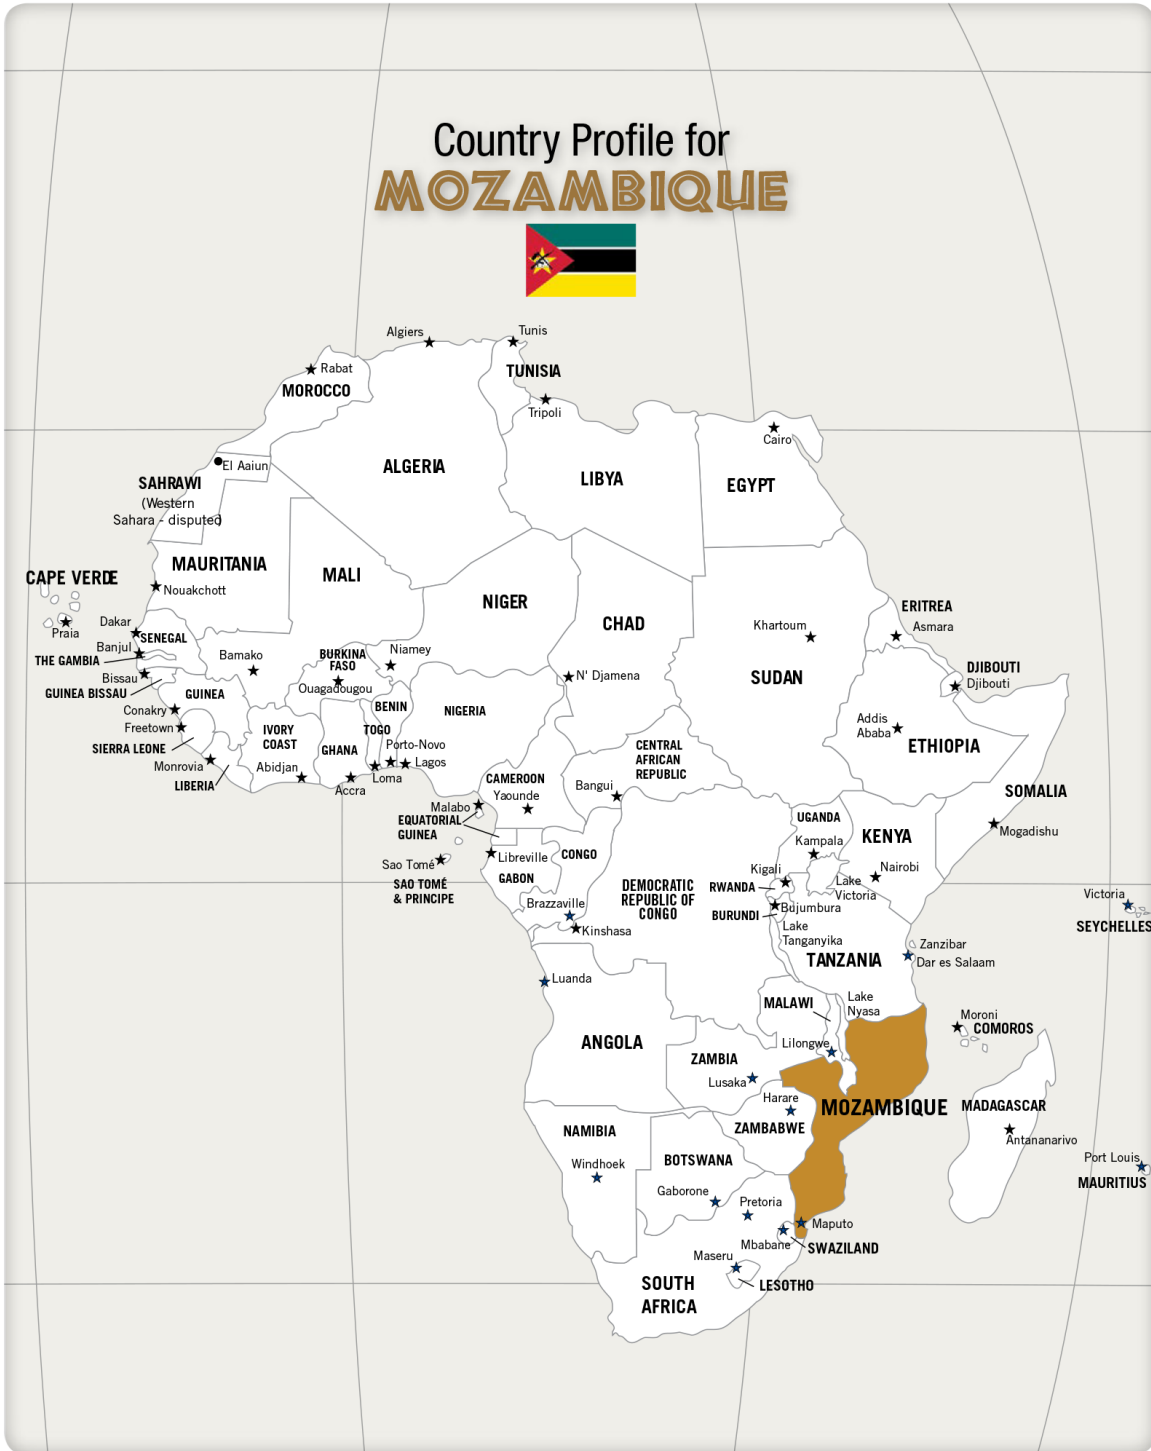 Country Profile for
MOZAMBIQUE
Algiers
Tunis
Rabat
TUNISIA
MOROCCO
Tripoli
Cairo
El Aaiun
ALGERIA
LIBYA
EGYPT
SAHRAWI
(Western
Sahara - disputed)
MAURITANIA
MALI
CAPE VERDE
Nouakchott
NIGER
CHAD
ERITREA
Praia
Dakar
SENEGAL
Khartoum
Asmara
Banjul
THE GAMBIA
Bamako
BURKINA
FASO
Niamey
DJIBOUTI
Djibouti
Bissau
GUINEA BISSAU
GUINEA
Ouagadougou
N' Djamena
SUDAN
Conakry
BENIN
NIGERIA
Freetown
IVORY
COAST
TOGO
GHANA
Addis
Ababa
ETHIOPIA
SIERRA LEONE
Porto-Novo
Lagos
CENTRAL
AFRICAN
REPUBLIC
Monrovia
Abidjan
LIBERIA
Loma
Accra
CAMEROON
Yaounde
Bangui
SOMALIA
Malabo
EQUATORIAL
GUINEA
UGANDA
Kampala
KENYA
Mogadishu
Sao Tomé
Libreville
CONGO
GABON
Kigali
Nairobi
SAO TOMÉ
& PRINCIPE
DEMOCRATIC
REPUBLIC OF
CONGO
RWANDA
Lake
Victoria
Victoria
Brazzaville
BURUNDI
Bujumbura
SEYCHELLES
Kinshasa
Lake
Tanganyika
Zanzibar
TANZANIA
Dar es Salaam
Luanda
MALAWI
Lake
Nyasa
Moroni
COMOROS
ANGOLA
Lilongwe
ZAMBIA
Lusaka
Harare
MOZAMBIQUE
MADAGASCAR
NAMIBIA
ZAMBABWE
Antananarivo
Windhoek
BOTSWANA
Port Louis
MAURITIUS
Gaborone
Pretoria
Maputo
Mbabane
SWAZILAND
Maseru
SOUTH
AFRICA
LESOTHO